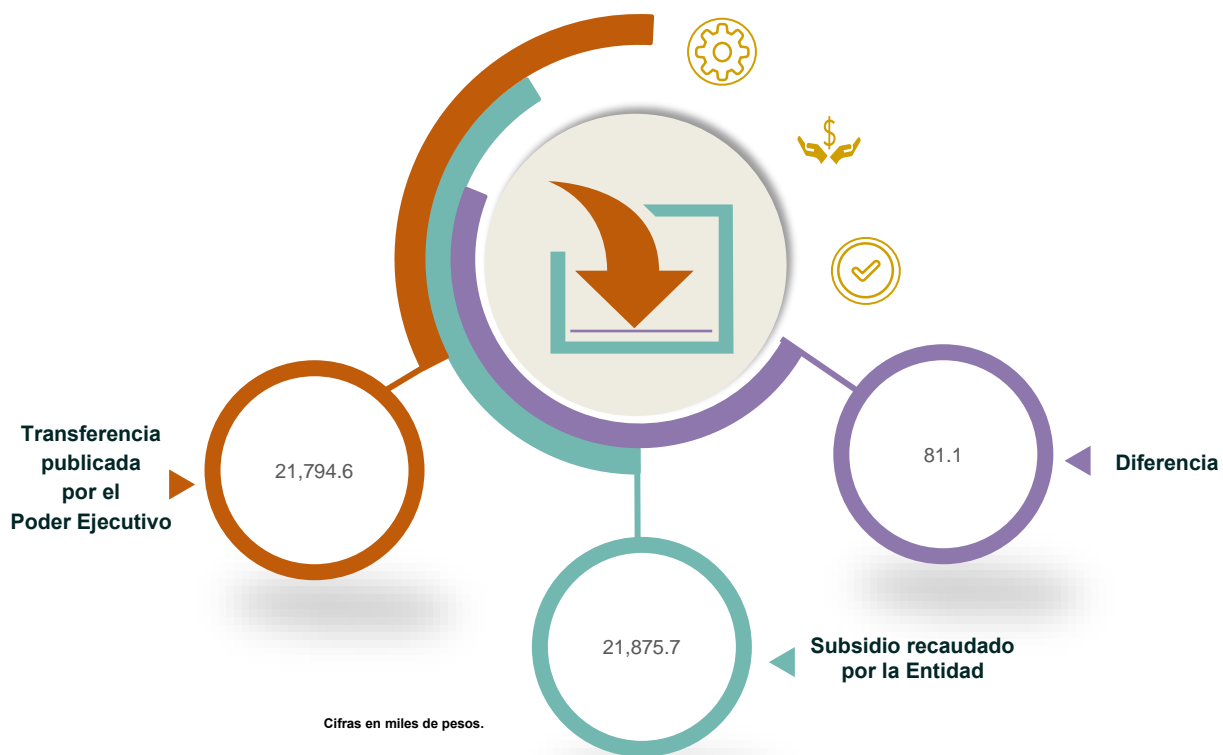 Transferencia
publicada
por el
Poder Ejecutivo
21,794.6
81.1
Diferencia
21,875.7
Subsidio recaudado
por la Entidad
Cifras en miles de pesos.
$